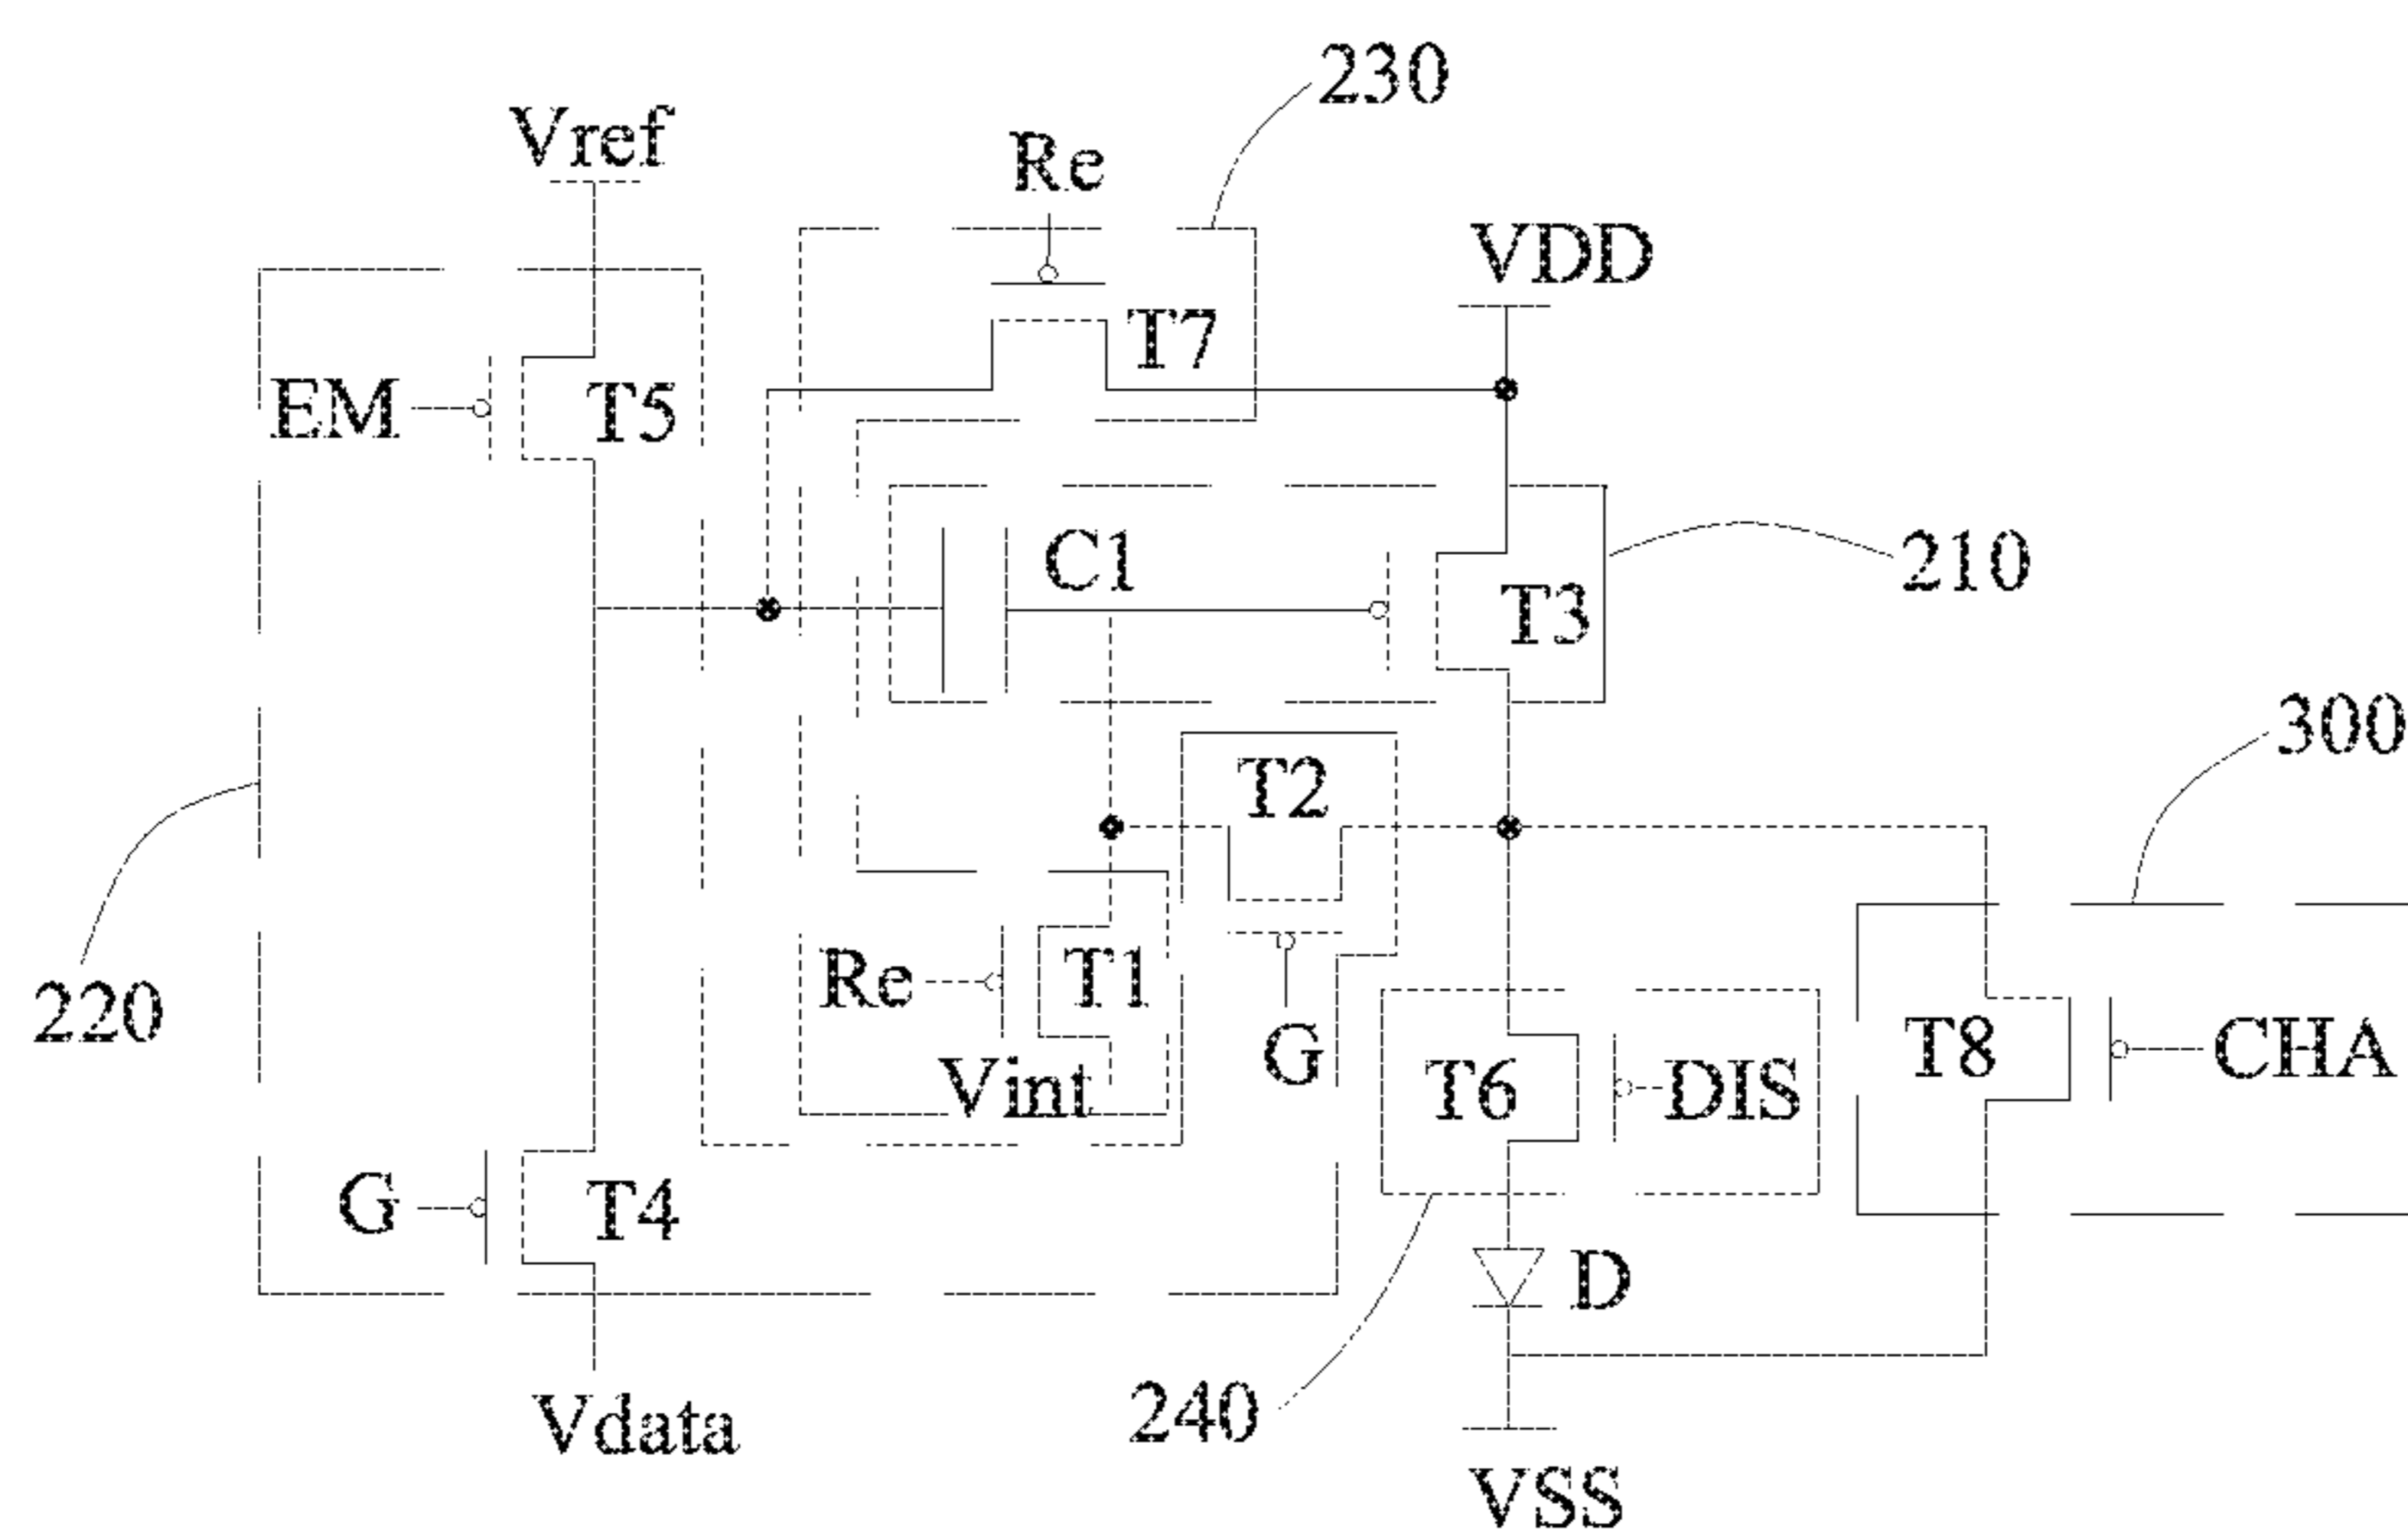 230
Vref
Re
VDD
T7
EM
T5
C1
T3
210
300
T2
220
Re
T1
Vint
G
T6
DIS
T8
CHA
G
T4
D
240
Vdata
VSS